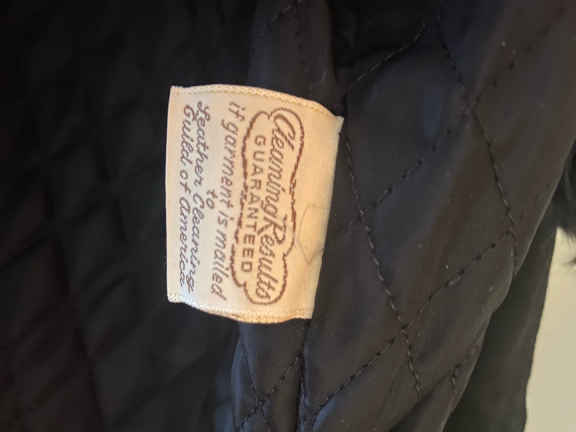 Cleaning Results
GUARANTEED
if garment is mailed
to
Leather Cleaning
Guild of America